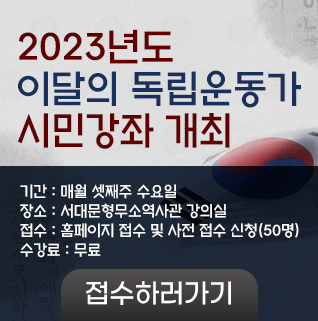 2023년도
이달의 독립운동가
시민강좌 개최
기간 : 매월 셋째주 수요일
장소 : 서대문형무소역사관 강의실
접수 : 홈페이지 접수 및 사전 접수 신청(50명)
수강료 : 무료
접수하러가기